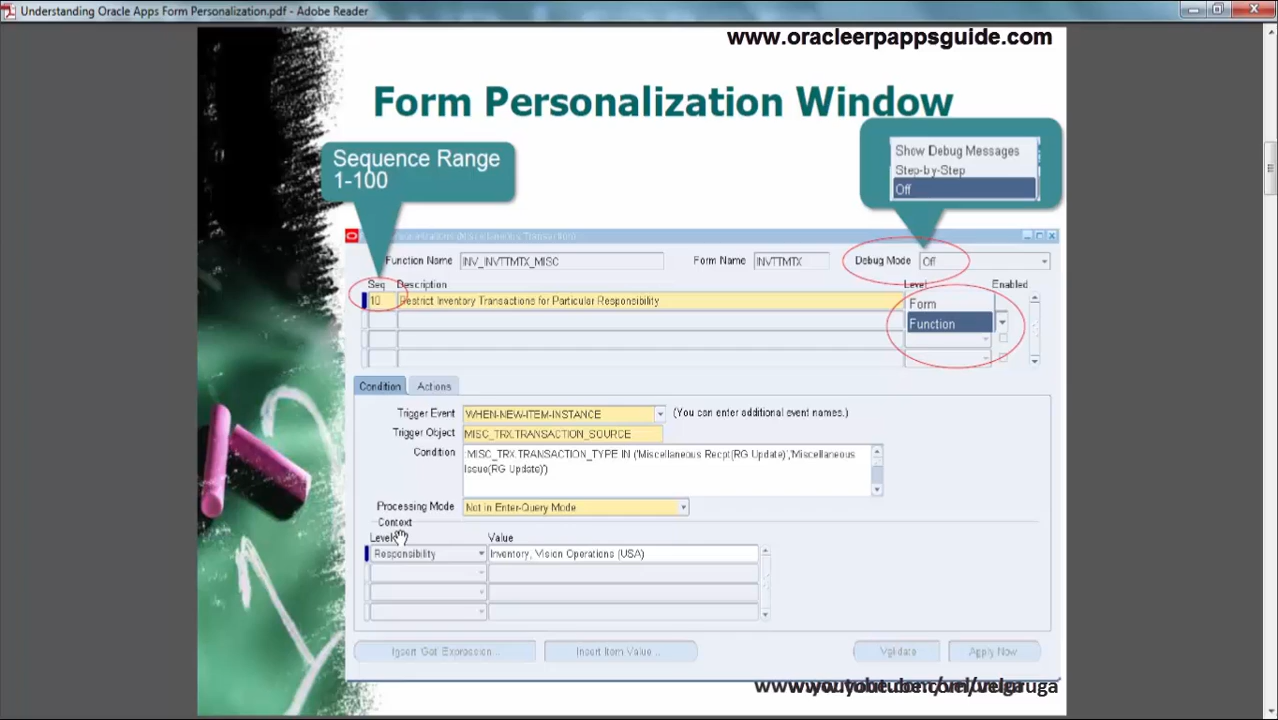 Understanding Oracle Apps Form Personalization.pdf - Adobe Reader
www.oracleerpappsguide.com
Form Personalization Window
Sequence Range
1-100
Show Debug Messages
Step-by-Step
Off
(Miscellaneous Transaction)
Function Name INV_INVTTMTX_MISC Form Name INVTTMTX Debug Mode Off
Seq Description Level Enabled
10 Restrict Inventory Transactions for Particular Responsibility
Form
Function
Condition Actions
Trigger Event WHEN-NEW-ITEM-INSTANCE (You can enter additional event names.)
Trigger Object MISC_TRX.TRANSACTION_SOURCE
Condition :MISC_TRX.TRANSACTION_TYPE IN ('Miscellaneous Recpt(RG Update)','Miscellaneous
Issue(RG Update)')
Processing Mode Not in Enter-Query Mode
Context
Level Value
Responsibility Inventory, Vision Operations (USA)
Insert Get Expression... Insert Item Value... Validate Apply Now